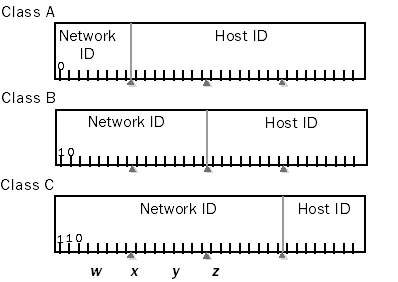 Class A
Network
ID
Host ID
0
Class B
Network ID
Host ID
10
Class C
Network ID
Host ID
110
w x y z